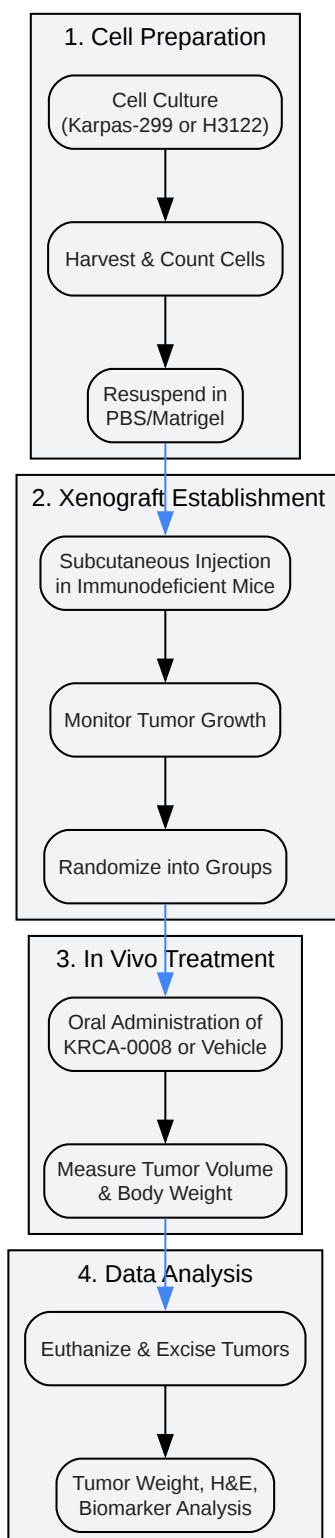 1. Cell Preparation
Cell Culture
(Karpas-299 or H3122)
Harvest & Count Cells
Resuspend in
PBS/Matrigel
2. Xenograft Establishment
Subcutaneous Injection
in Immunodeficient Mice
Monitor Tumor Growth
Randomize into Groups
3. In Vivo Treatment
Oral Administration of
KRCA-0008 or Vehicle
Measure Tumor Volume
& Body Weight
4. Data Analysis
Euthanize & Excise Tumors
Tumor Weight, H&E,
Biomarker Analysis